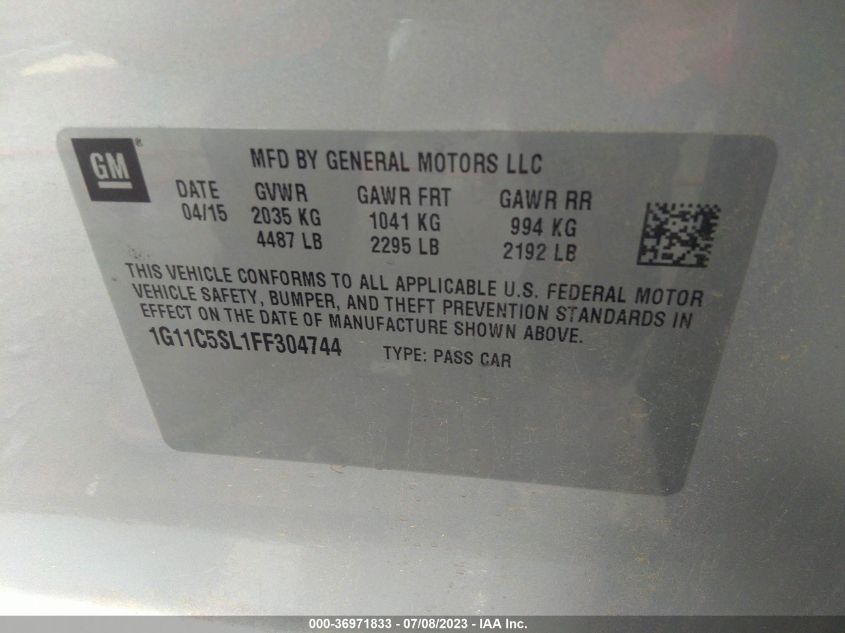 GM®
MFD BY GENERAL MOTORS LLC
DATE GVWR GAWR FRT GAWR RR
04/15 2035 KG 1041 KG 994 KG
4487 LB 2295 LB 2192 LB
THIS VEHICLE CONFORMS TO ALL APPLICABLE U.S. FEDERAL MOTOR
VEHICLE SAFETY, BUMPER, AND THEFT PREVENTION STANDARDS IN
EFFECT ON THE DATE OF MANUFACTURE SHOWN ABOVE.
1G11C5SL1FF304744 TYPE: PASS CAR
000-36971833 - 07/08/2023 - IAA Inc.